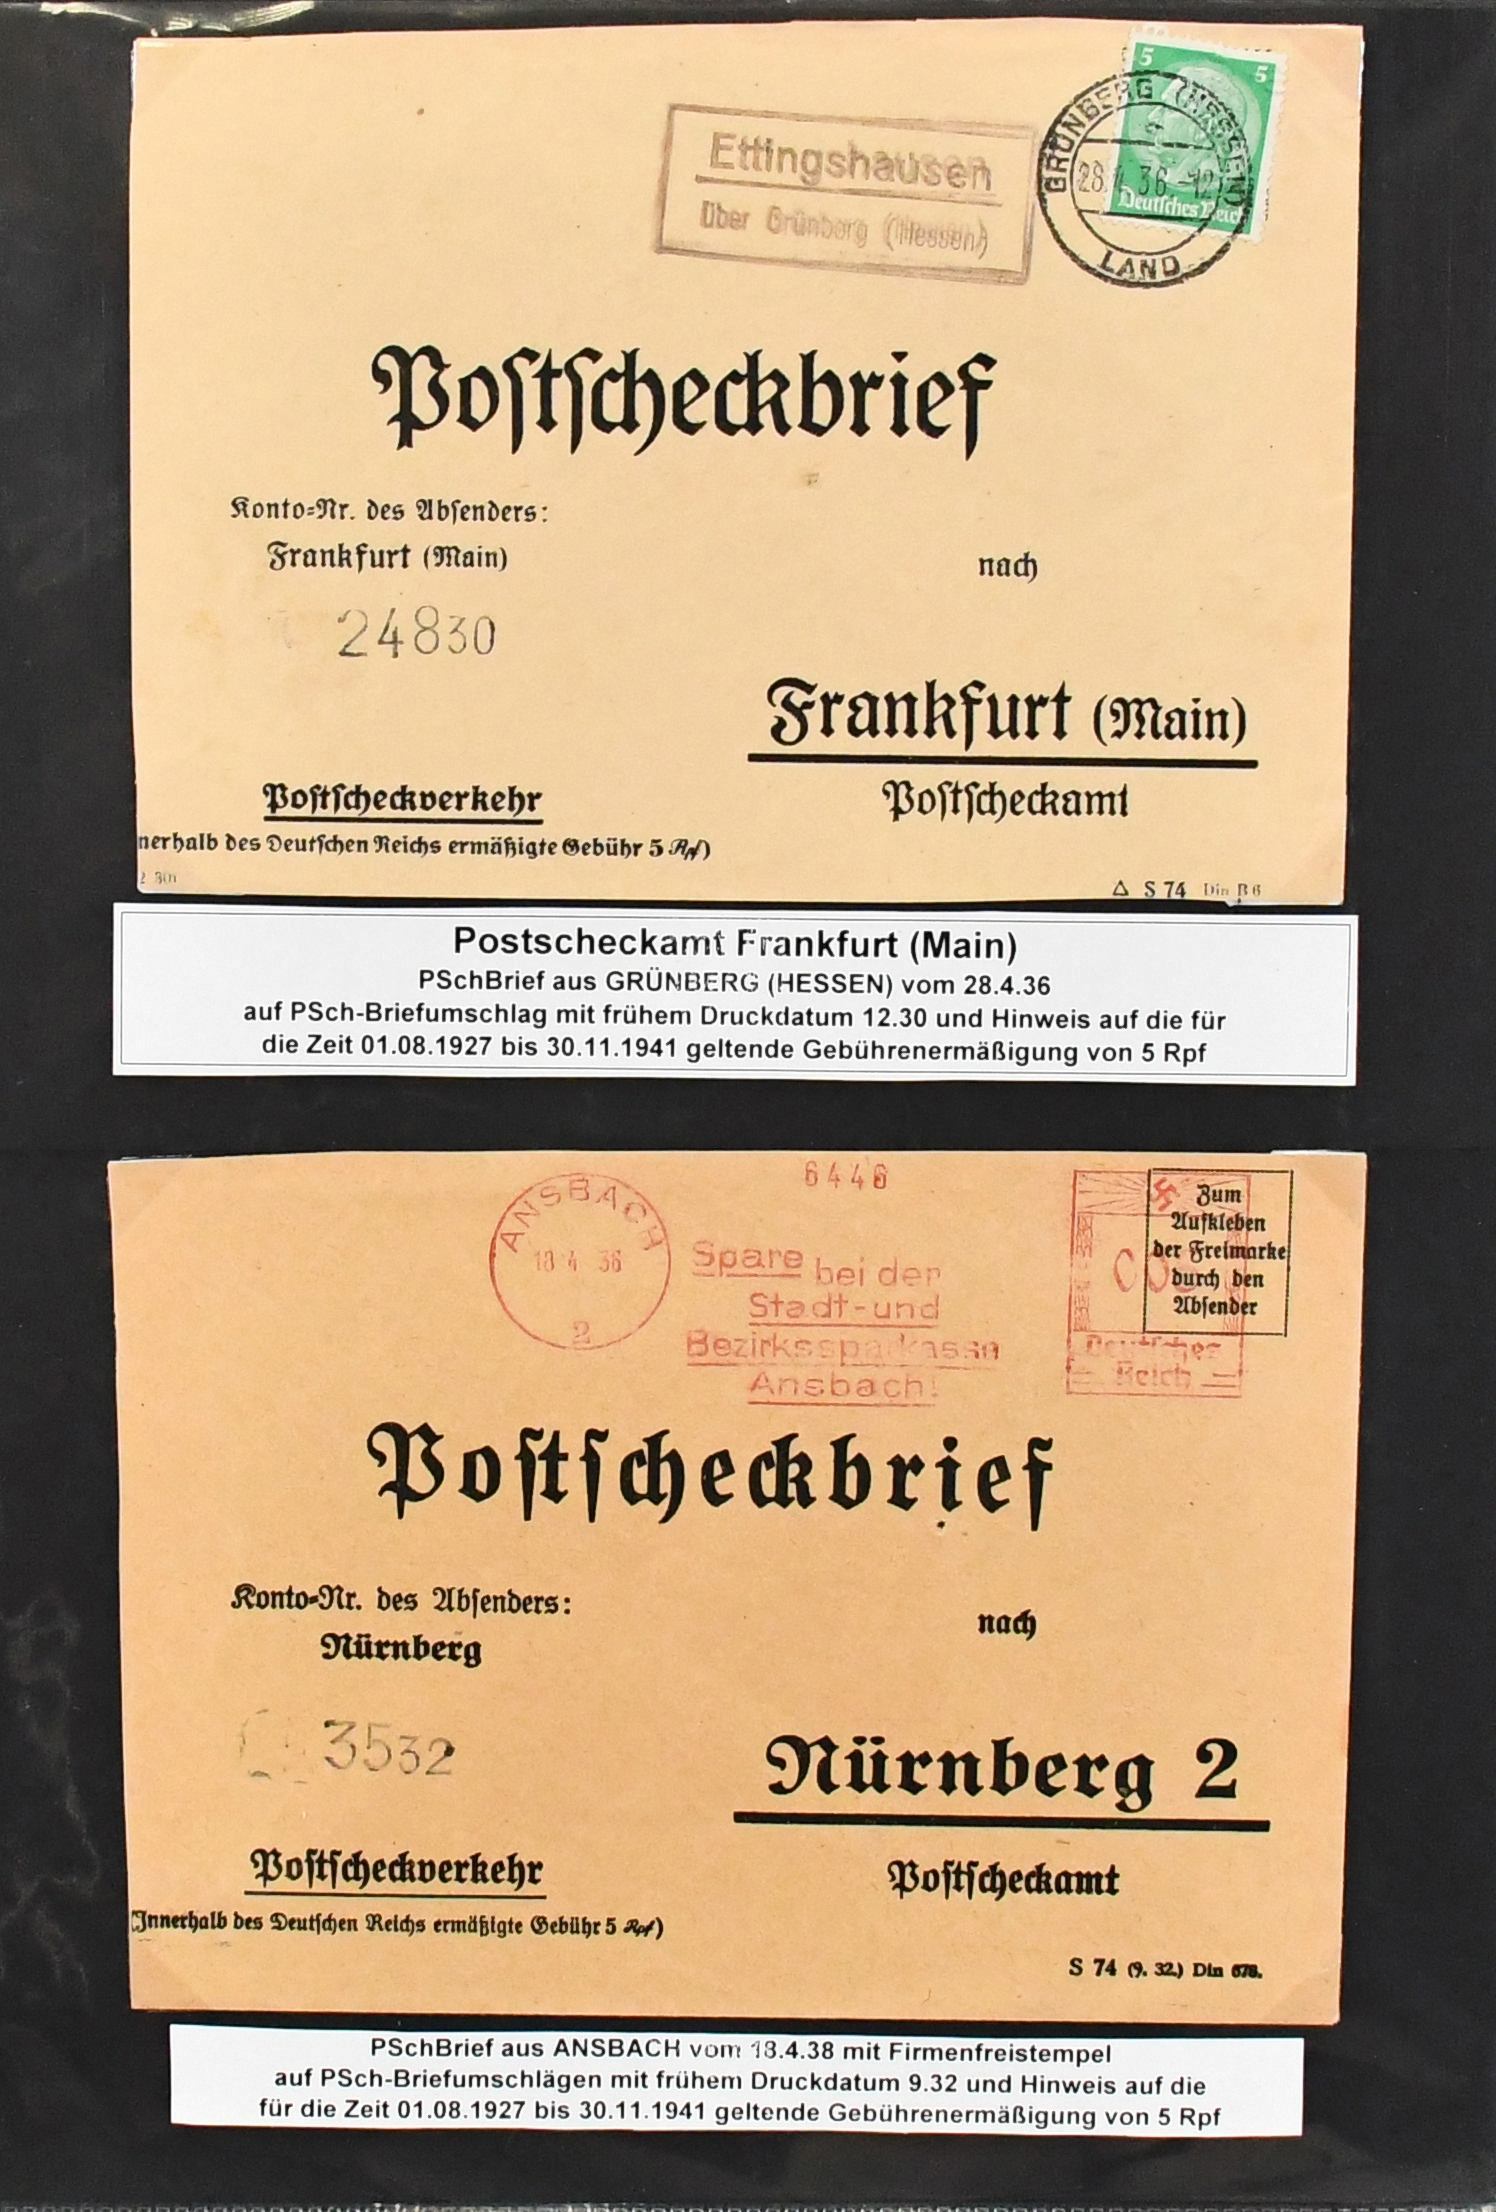 5 5
Deutsches Reich
GRÜNBERG (HESSEN)
28.4.36.-12
LAND
Ettingshausen
über Grünberg (Hessen)
Postscheckbrief
Konto=Nr. des Absenders:
Frankfurt (Main)
24830
nach
Frankfurt (Main)
Postscheckamt
Postscheckverkehr
nerhalb des Deutschen Reichs ermäßigte Gebühr 5 Rpf)
△ S 74 Din B 6
Postscheckamt Frankfurt (Main)
PSchBrief aus GRÜNBERG (HESSEN) vom 28.4.36
auf PSch-Briefumschlag mit frühem Druckdatum 12.30 und Hinweis auf die für
die Zeit 01.08.1927 bis 30.11.1941 geltende Gebührenermäßigung von 5 Rpf
ANSBACH
18 4 36
2
6446
Spare bei der
Stadt-und
Bezirkssparkasse
Ansbach!
Deutsches
Reich
Zum
Aufkleben
der Freimarke
durch den
Absender
Postscheckbrief
Konto=Nr. des Absenders:
Nürnberg
3532
nach
Nürnberg 2
Postscheckamt
Postscheckverkehr
(Innerhalb des Deutschen Reichs ermäßigte Gebühr 5 Rpf)
S 74 (9. 32.) Din 678.
PSchBrief aus ANSBACH vom 18.4.38 mit Firmenfreistempel
auf PSch-Briefumschlägen mit frühem Druckdatum 9.32 und Hinweis auf die
für die Zeit 01.08.1927 bis 30.11.1941 geltende Gebührenermäßigung von 5 Rpf